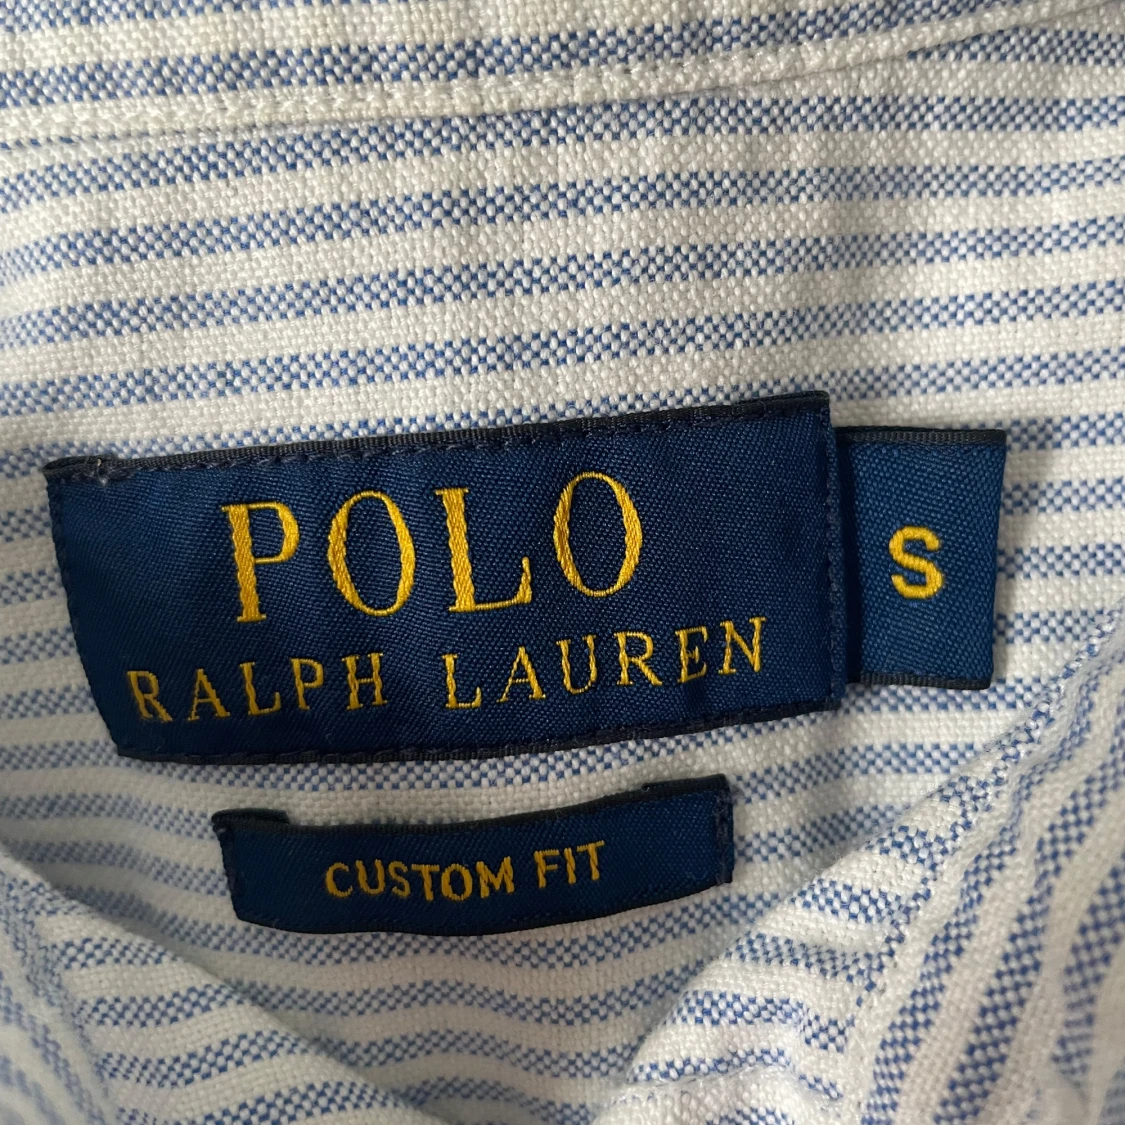 POLO
RALPH LAUREN
S
CUSTOM FIT